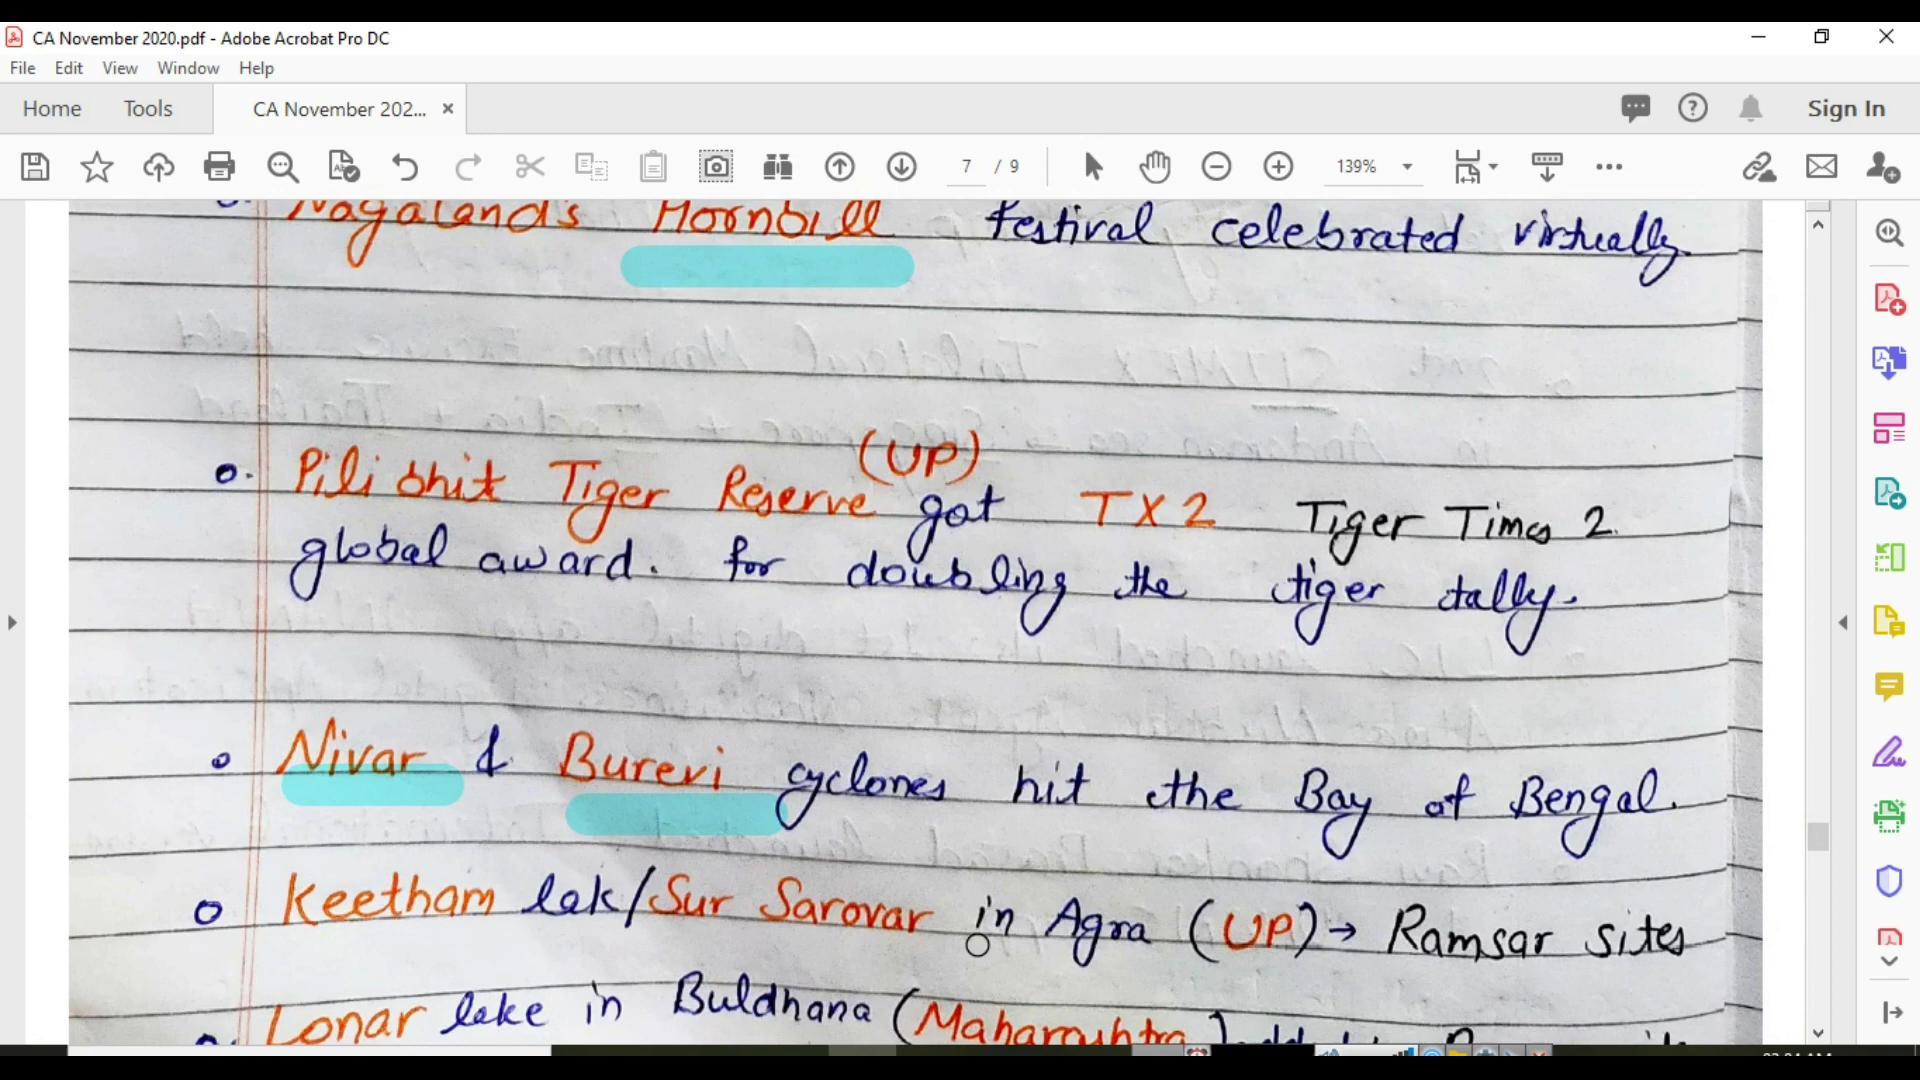 CA November 2020.pdf - Adobe Acrobat Pro DC
File Edit View Window Help
Home Tools CA November 202... × Sign In
7 / 9 139%
Nagaland's Hornbill festival celebrated virtually
(UP)
Pilibhit Tiger Reserve got TX2 Tiger Times 2
global award. for doubling the tiger tally.
Nivar & Burevi cyclones hit the Bay of Bengal.
Keetham lak/Sur Sarovar in Agra (UP) → Ramsar sites
Lonar lake in Buldhana (Maharashtra)